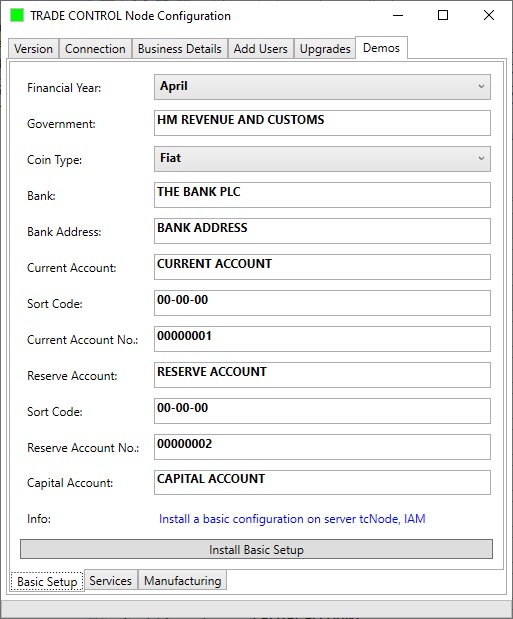 TRADE CONTROL Node Configuration
Version Connection Business Details Add Users Upgrades Demos
Financial Year: April
Government: HM REVENUE AND CUSTOMS
Coin Type: Fiat
Bank: THE BANK PLC
Bank Address: BANK ADDRESS
Current Account: CURRENT ACCOUNT
Sort Code: 00-00-00
Current Account No.: 00000001
Reserve Account: RESERVE ACCOUNT
Sort Code: 00-00-00
Reserve Account No.: 00000002
Capital Account: CAPITAL ACCOUNT
Info: Install a basic configuration on server tcNode, IAM
Install Basic Setup
Basic Setup Services Manufacturing